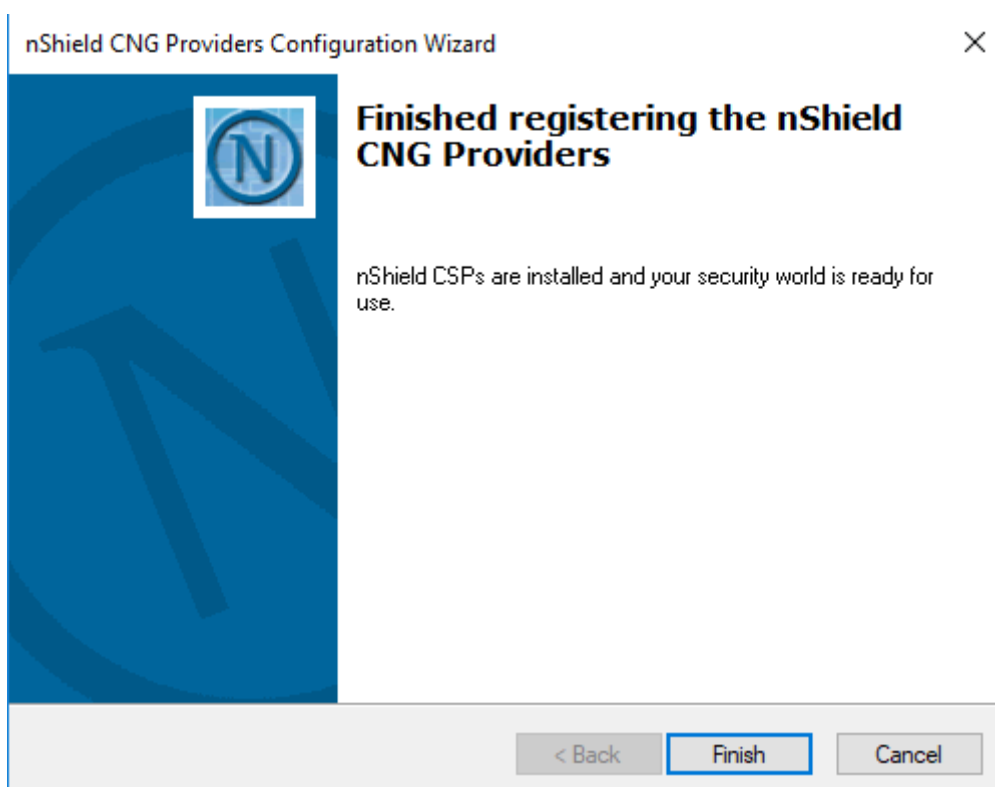 nShield CNG Providers Configuration Wizard
N
Finished registering the nShield
CNG Providers
nShield CSPs are installed and your security world is ready for
use.
< Back
Finish
Cancel